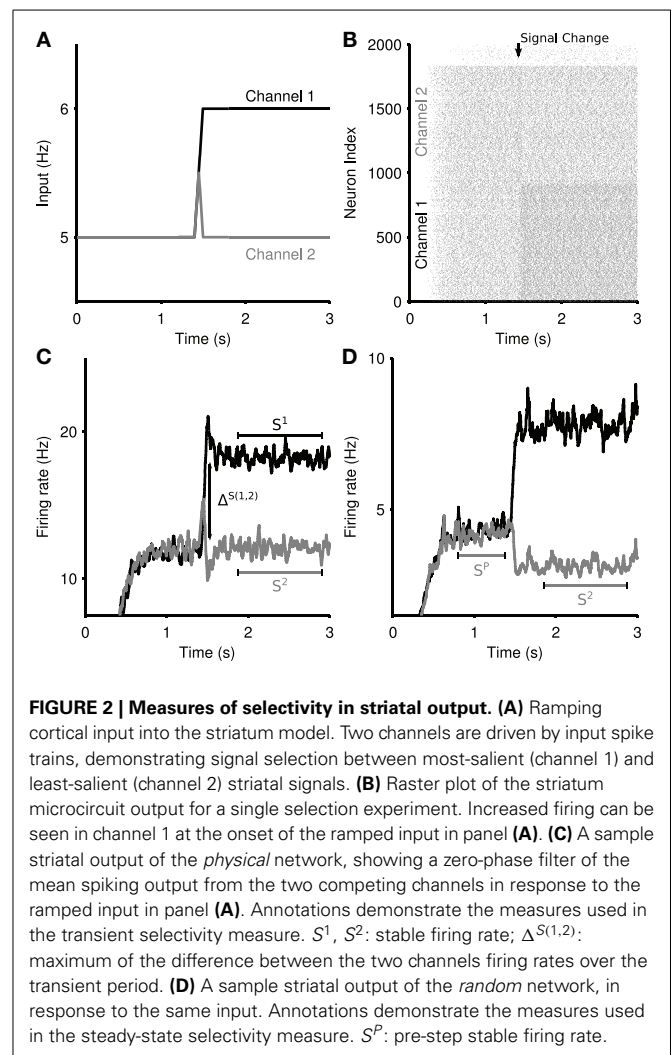 A
Input (Hz)
6
5
Channel 1
Channel 2
0
1
2
3
Time (s)
B
Signal Change
Neuron Index
2000
1500
1000
500
0
Channel 2
Channel 1
0
1
2
3
Time (s)
C
Firing rate (Hz)
20
10
S¹
Δ^S(1,2)
S²
0
1
2
3
Time (s)
D
Firing rate (Hz)
10
5
S^P
S²
0
1
2
3
Time (s)
FIGURE 2 | Measures of selectivity in striatal output. (A) Ramping
cortical input into the striatum model. Two channels are driven by input spike
trains, demonstrating signal selection between most-salient (channel 1) and
least-salient (channel 2) striatal signals. (B) Raster plot of the striatum
microcircuit output for a single selection experiment. Increased firing can be
seen in channel 1 at the onset of the ramped input in panel (A). (C) A sample
striatal output of the physical network, showing a zero-phase filter of the
mean spiking output from the two competing channels in response to the
ramped input in panel (A). Annotations demonstrate the measures used in
the transient selectivity measure. S¹, S²: stable firing rate; Δ^S(1,2):
maximum of the difference between the two channels firing rates over the
transient period. (D) A sample striatal output of the random network, in
response to the same input. Annotations demonstrate the measures used
in the steady-state selectivity measure. S^P: pre-step stable firing rate.